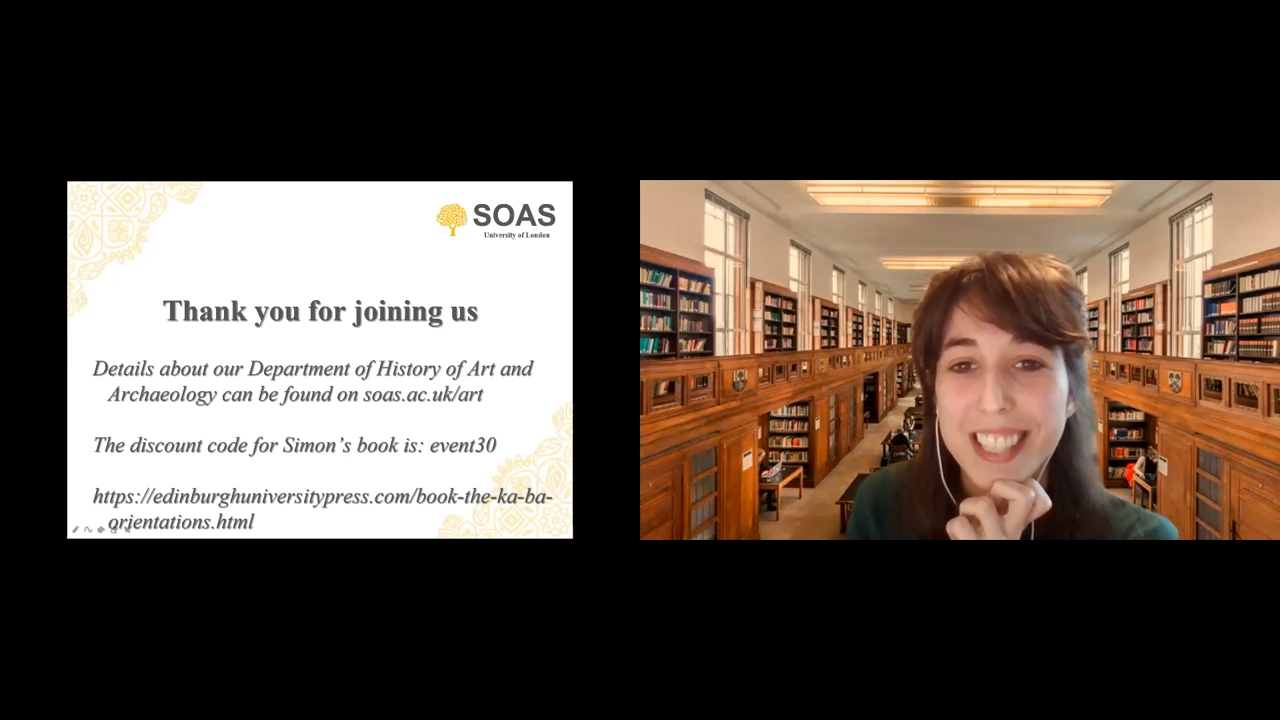 SOAS
University of London
Thank you for joining us
Details about our Department of History of Art and
Archaeology can be found on soas.ac.uk/art
The discount code for Simon’s book is: event30
https://edinburghuniversitypress.com/book-the-ka-ba-
orientations.html